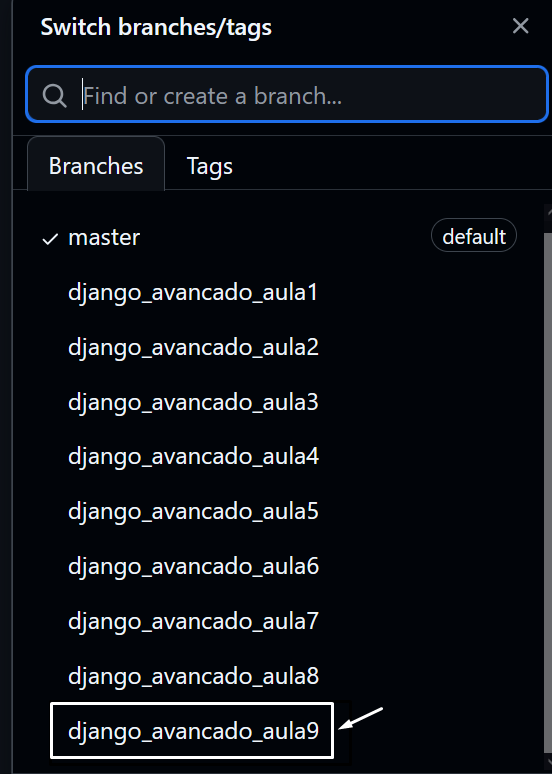 Switch branches/tags
Find or create a branch...
Branches Tags
master default
django_avancado_aula1
django_avancado_aula2
django_avancado_aula3
django_avancado_aula4
django_avancado_aula5
django_avancado_aula6
django_avancado_aula7
django_avancado_aula8
django_avancado_aula9